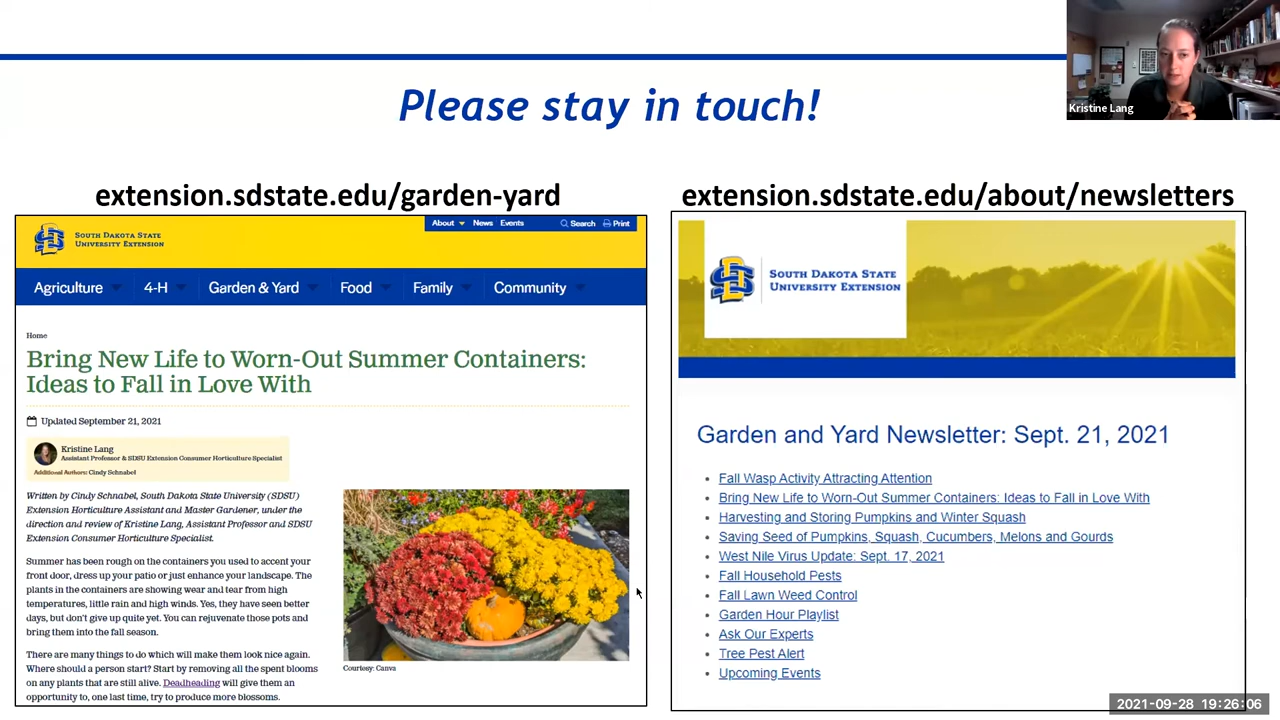 Please stay in touch!
Kristine Lang
extension.sdstate.edu/garden-yard
About News Events Search Print
SOUTH DAKOTA STATE
UNIVERSITY EXTENSION
Agriculture 4-H Garden & Yard Food Family Community
Home
Bring New Life to Worn-Out Summer Containers:
Ideas to Fall in Love With
Updated September 21, 2021
Kristine Lang
Assistant Professor & SDSU Extension Consumer Horticulture Specialist
Additional Authors: Cindy Schnabel
Written by Cindy Schnabel, South Dakota State University (SDSU)
Extension Horticulture Assistant and Master Gardener, under the
direction and review of Kristine Lang, Assistant Professor and SDSU
Extension Consumer Horticulture Specialist.
Summer has been rough on the containers you used to accent your
front door, dress up your patio or just enhance your landscape. The
plants in the containers are showing wear and tear from high
temperatures, little rain and high winds. Yes, they have seen better
days, but don't give up quite yet. You can rejuvenate those pots and
bring them into the fall season.
There are many things to do which will make them look nice again.
Where should a person start? Start by removing all the spent blooms
on any plants that are still alive. Deadheading will give them an
opportunity to, one last time, try to produce more blossoms.
Courtesy: Canva
extension.sdstate.edu/about/newsletters
SOUTH DAKOTA STATE
UNIVERSITY EXTENSION
Garden and Yard Newsletter: Sept. 21, 2021
Fall Wasp Activity Attracting Attention
Bring New Life to Worn-Out Summer Containers: Ideas to Fall in Love With
Harvesting and Storing Pumpkins and Winter Squash
Saving Seed of Pumpkins, Squash, Cucumbers, Melons and Gourds
West Nile Virus Update: Sept. 17, 2021
Fall Household Pests
Fall Lawn Weed Control
Garden Hour Playlist
Ask Our Experts
Tree Pest Alert
Upcoming Events
2021-09-28 19:26:06